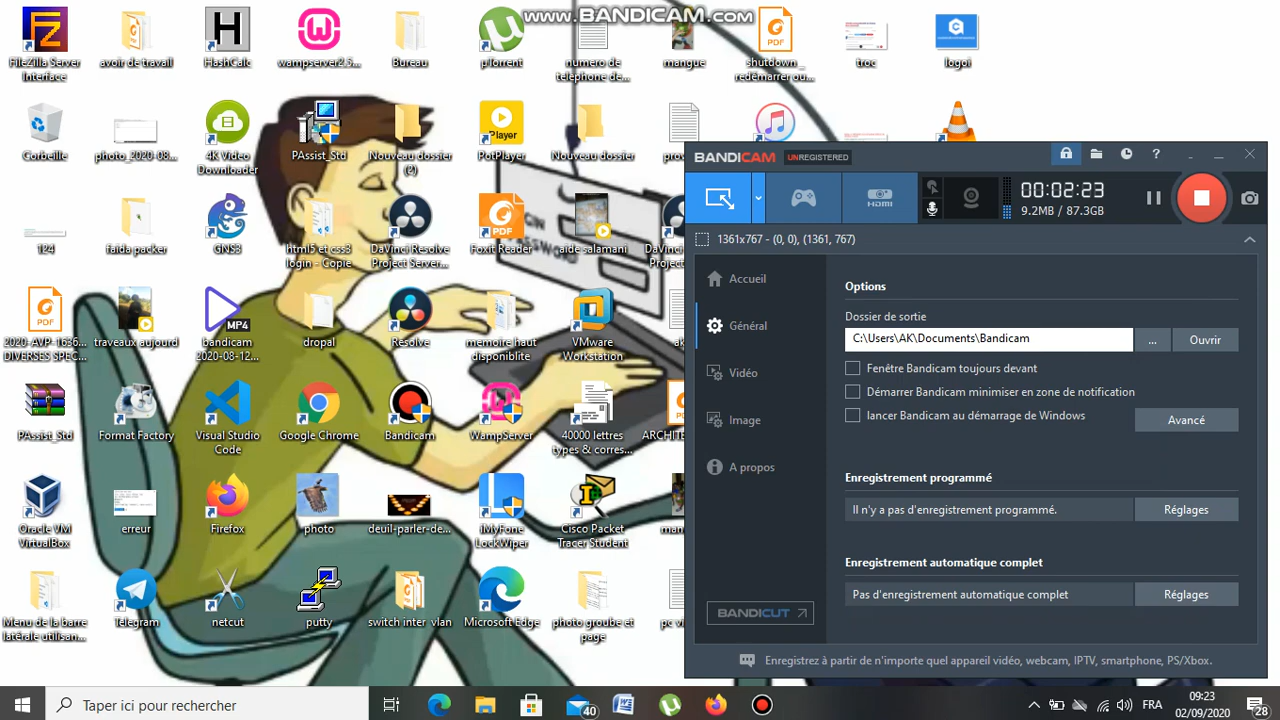 www.BANDICAM.com
FileZilla Server
Interface
avoir de travail
HashCalc
wampserver2.5...
Bureau
µTorrent
numero de
telephone de...
mangue
shutdown _
redémarrer ou...
troc
logoi
Corbeille
photo_2020-08...
4K Video
Downloader
PAssist_Std
Nouveau dossier
(2)
Player
PotPlayer
Nouveau dossier
124
faida packer
GNS3
html5 et css3
login - Copie
DaVinci Resolve
Project Server...
PDF
Foxit Reader
aide salamani
2020-AVP-1636...
DIVERSES SPEC...
traveaux aujourd
MP4
bandicam
2020-08-12...
dropal
Resolve
memoire haut
disponiblite
VMware
Workstation
PAssist_Std
Format Factory
Visual Studio
Code
Google Chrome
Bandicam
WampServer
40000 lettres
types & corres...
Oracle VM
VirtualBox
erreur
Firefox
photo
deuil-parler-de...
iMyFone
LockWiper
Cisco Packet
Tracer Student
Menu de la barre
latérale utilisan...
Telegram
netcut
putty
switch inter_vlan
Microsoft Edge
photo groube et
page
BANDICAM UNREGISTERED
HDMI
00:02:23
9.2MB / 87.3GB
1361x767 - (0, 0), (1361, 767)
Accueil
Général
Vidéo
Image
A propos
BANDICUT
Options
Dossier de sortie
C:\Users\AK\Documents\Bandicam
...
Ouvrir
Fenêtre Bandicam toujours devant
Démarrer Bandicam minimisé en zone de notification
lancer Bandicam au démarrage de Windows
Avancé
Enregistrement programmé
Il n'y a pas d'enregistrement programmé.
Réglages
Enregistrement automatique complet
Pas d'enregistrement automatique complet
Réglages
Enregistrez à partir de n'importe quel appareil vidéo, webcam, IPTV, smartphone, PS/Xbox.
Taper ici pour rechercher
40
FRA
09:23
02/09/2020
28